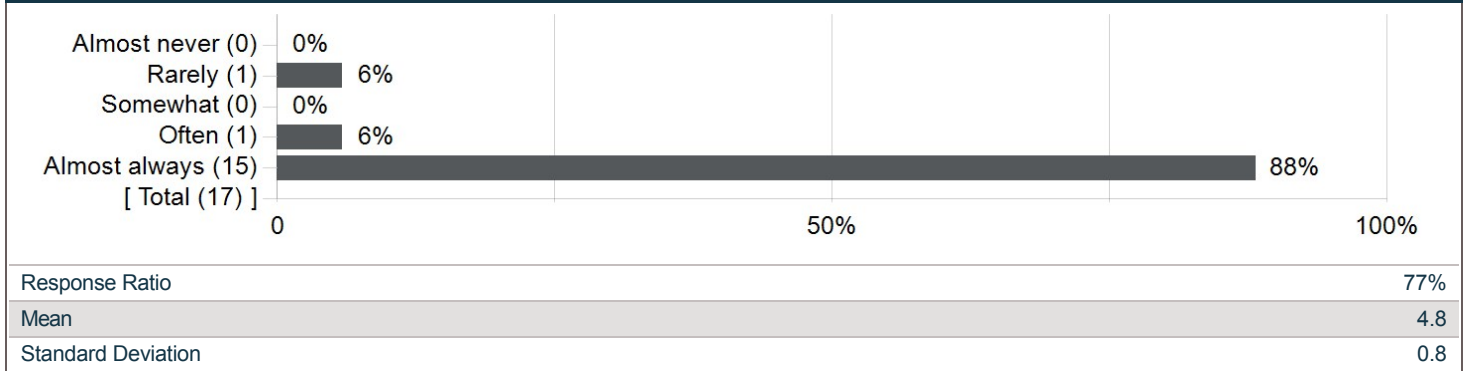 Almost never (0) 0%
Rarely (1) 6%
Somewhat (0) 0%
Often (1) 6%
Almost always (15) 88%
[ Total (17) ]
0 50% 100%
Response Ratio 77%
Mean 4.8
Standard Deviation 0.8